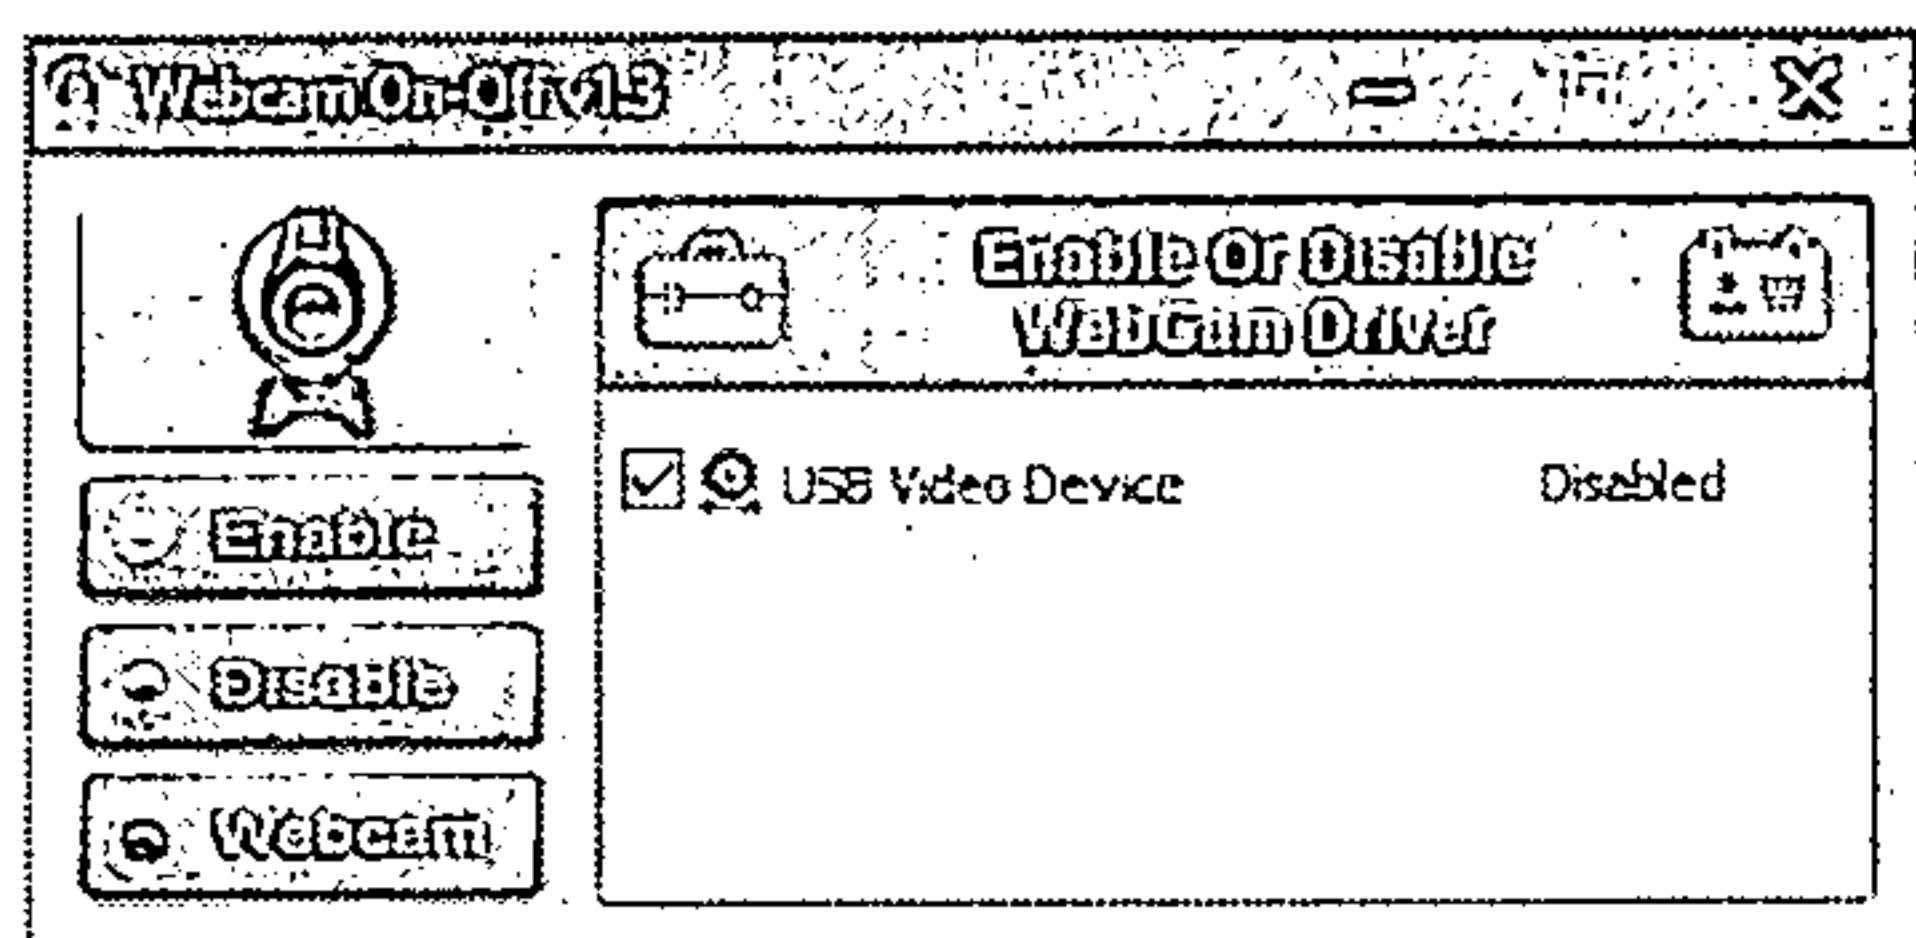 Webcam On-Off v1.3
Enable Or Disable
WebCam Driver
USB Video Device Disabled
Enable
Disable
Webcam